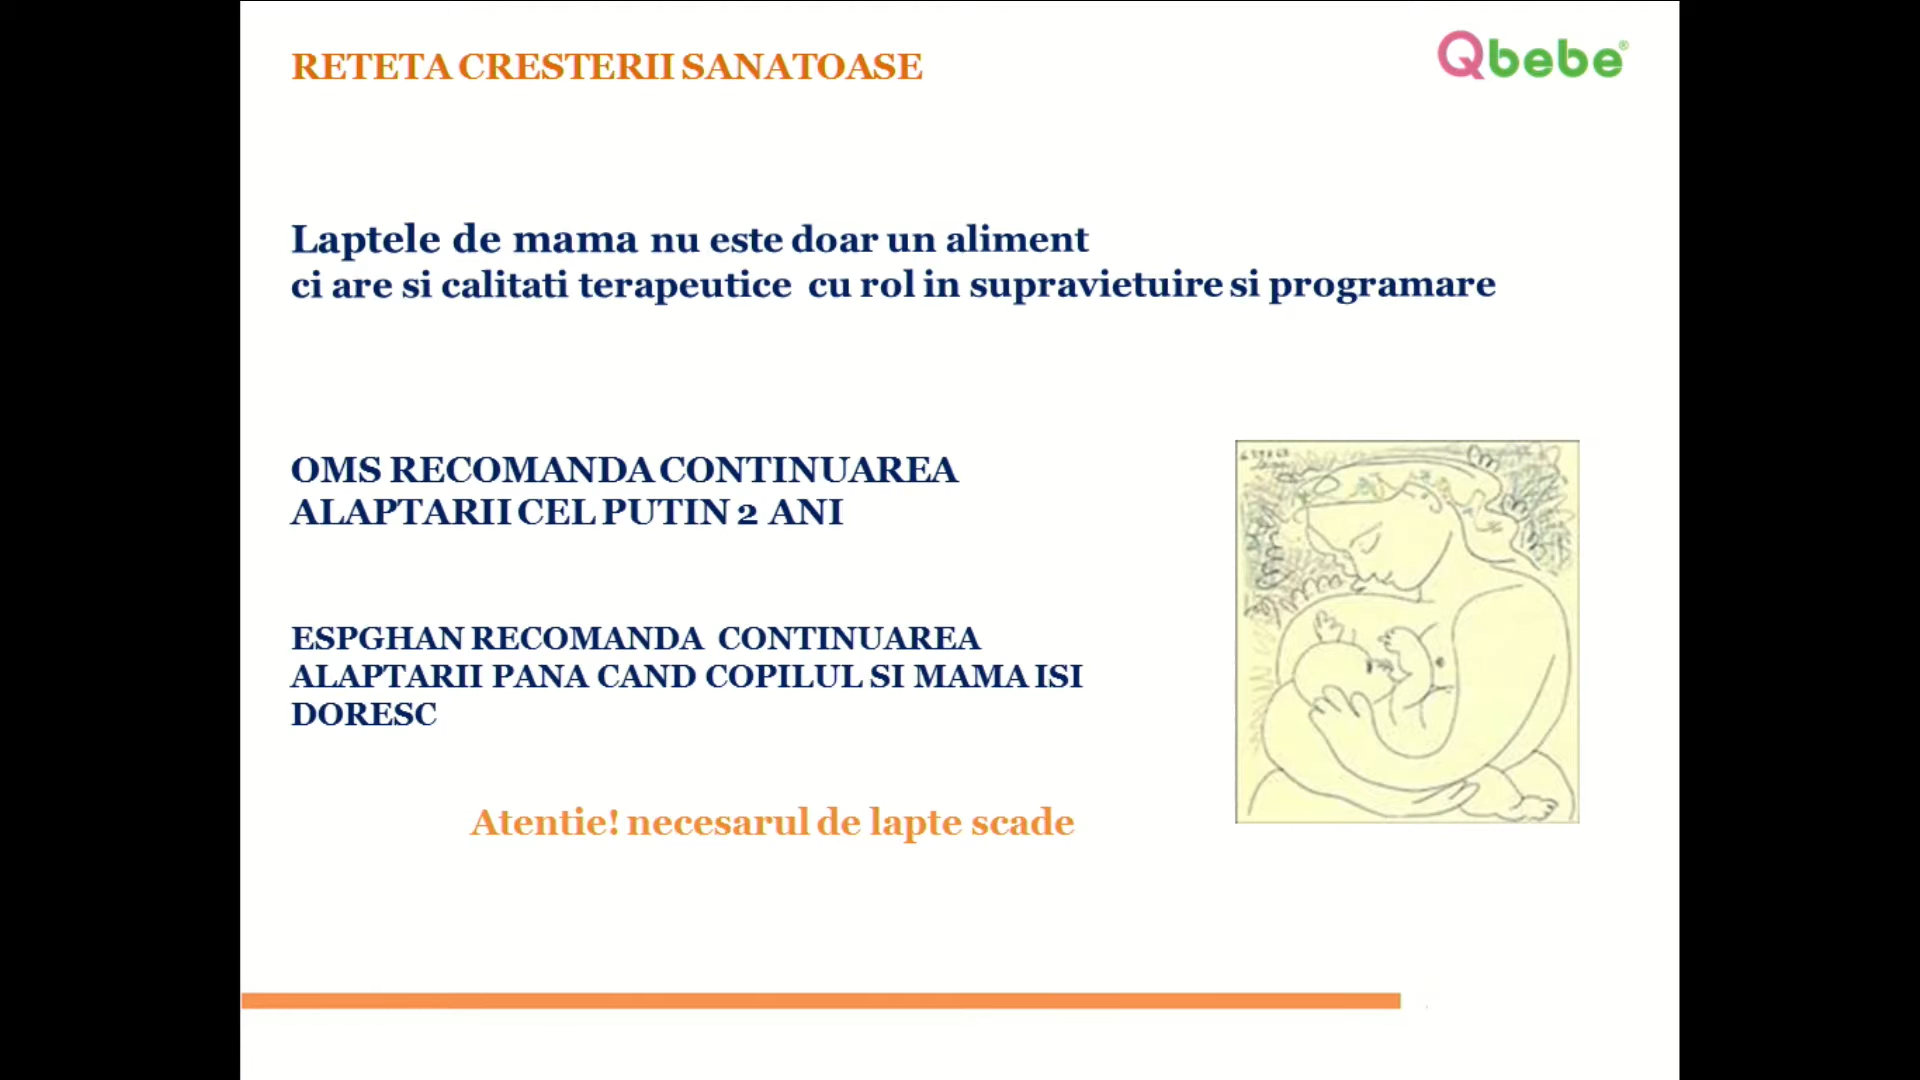 RETETA CRESTERII SANATOASE
Qbebe®
Laptele de mama nu este doar un aliment
ci are si calitati terapeutice cu rol in supravietuire si programare
OMS RECOMANDA CONTINUAREA
ALAPTARII CEL PUTIN 2 ANI
ESPGHAN RECOMANDA CONTINUAREA
ALAPTARII PANA CAND COPILUL SI MAMA ISI
DORESC
Atentie! necesarul de lapte scade